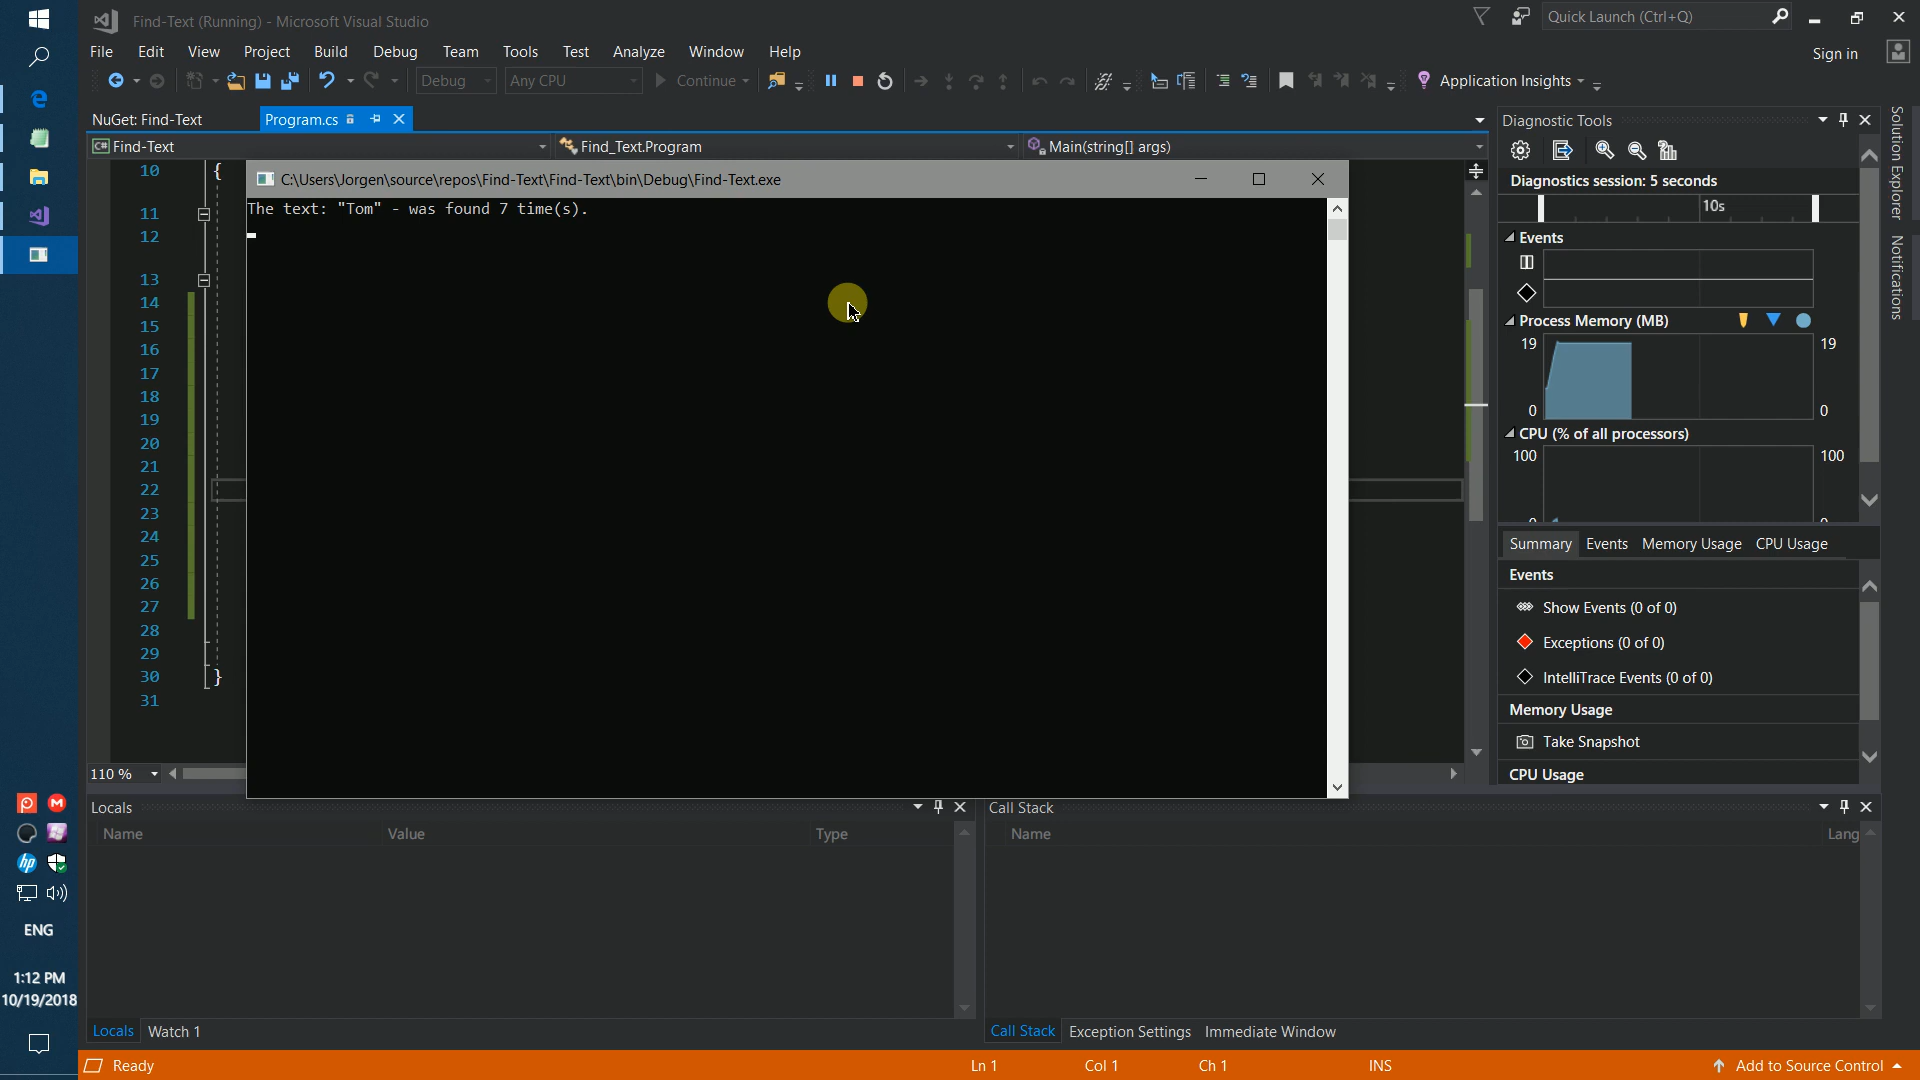 Find-Text (Running) - Microsoft Visual Studio
Quick Launch (Ctrl+Q)
File Edit View Project Build Debug Team Tools Test Analyze Window Help
Sign in
Debug Any CPU Continue Application Insights
NuGet: Find-Text Program.cs
Find-Text Find_Text.Program Main(string[] args)
C:\Users\Jorgen\source\repos\Find-Text\Find-Text\bin\Debug\Find-Text.exe
The text: "Tom" - was found 7 time(s).
10 {
11
12
13
14
15
16
17
18
19
20
21
22
23
24
25
26
27
28
29
30 }
31
110 %
Diagnostic Tools
Diagnostics session: 5 seconds
10s
Events
Process Memory (MB)
19 19
0 0
CPU (% of all processors)
100 100
0 0
Summary Events Memory Usage CPU Usage
Events
Show Events (0 of 0)
Exceptions (0 of 0)
IntelliTrace Events (0 of 0)
Memory Usage
Take Snapshot
CPU Usage
Solution Explorer
Notifications
Locals
Name Value Type
Locals Watch 1
Call Stack
Name Lang
Call Stack Exception Settings Immediate Window
hp
ENG
1:12 PM
10/19/2018
Ready Ln 1 Col 1 Ch 1 INS Add to Source Control